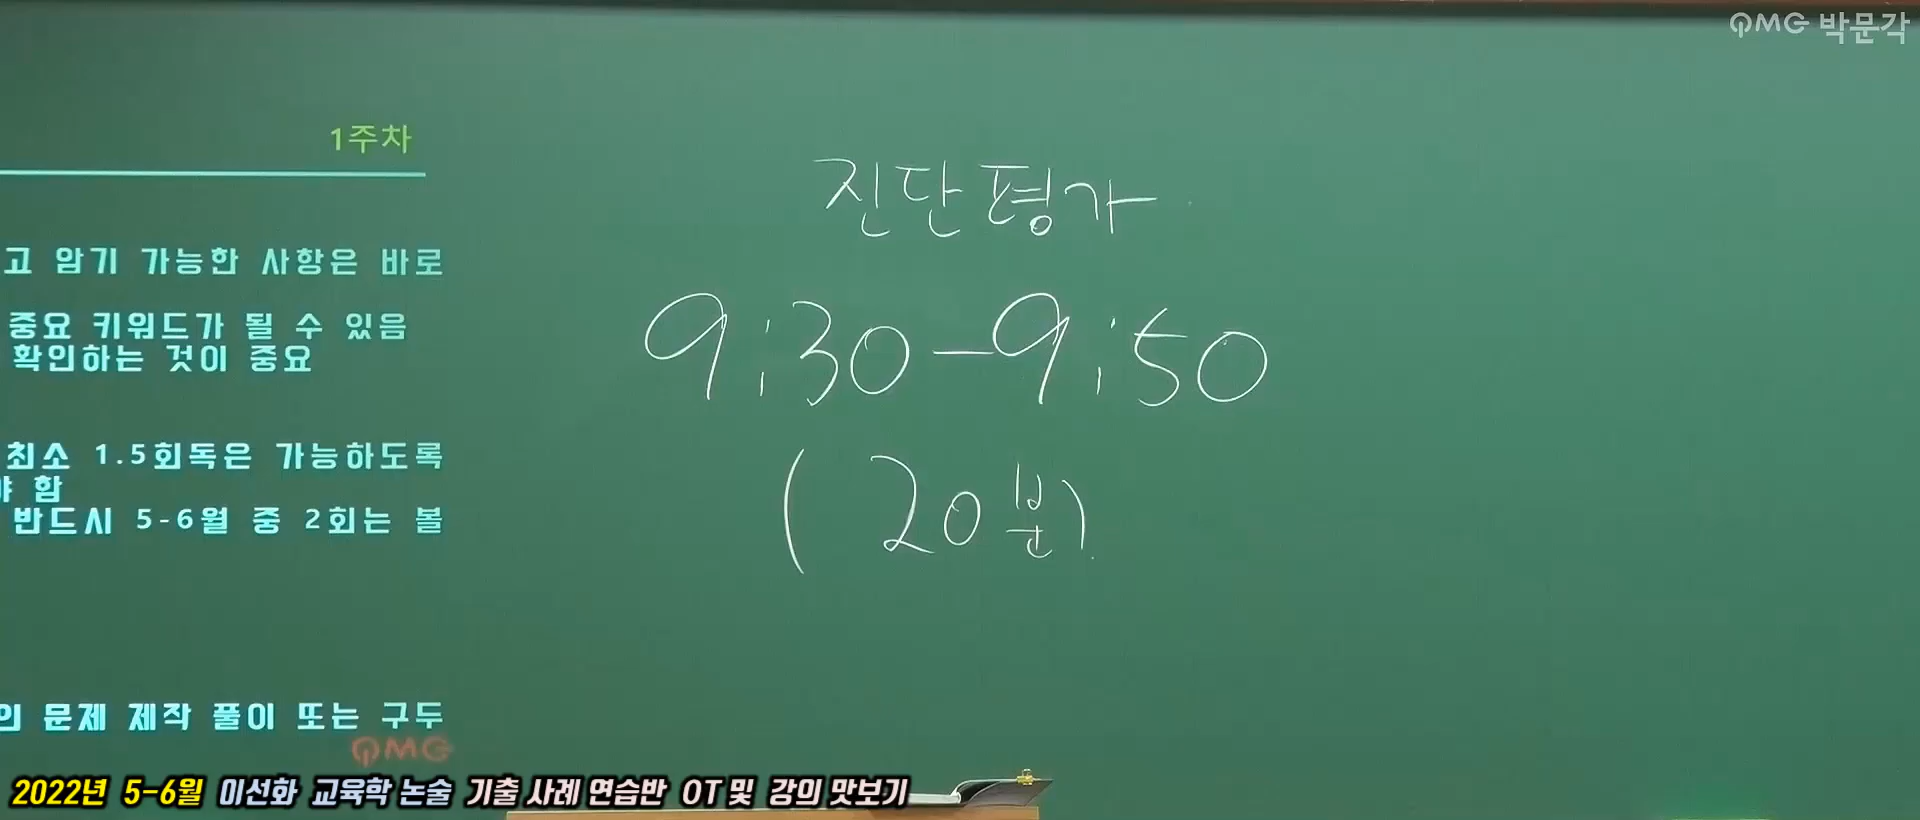 PMG 박문각
1주차
고 암기 가능한 사항은 바로
중요 키워드가 될 수 있음
확인하는 것이 중요
최소 1.5회독은 가능하도록
야 함
반드시 5-6월 중 2회는 볼
문제 제작 풀이 또는 구두
PMG
진단평가
9:30-9:50
(20분)
2022년 5-6월 이선화 교육학 논술 기출 사례 연습반 OT 및 강의 맛보기